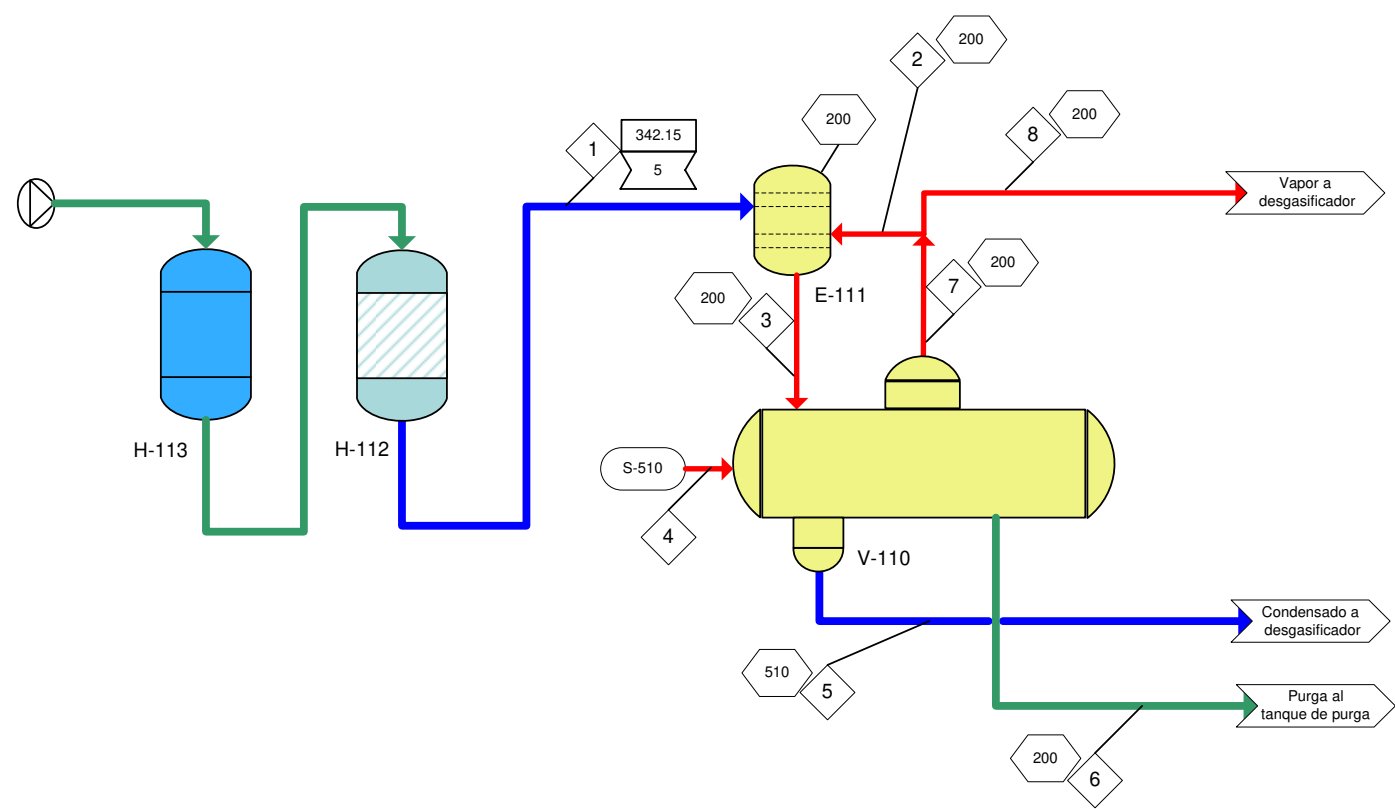 200
2
200
8
200
342.15
1
5
Vapor a
desgasificador
200
7
E-111
200
3
H-113
H-112
S-510
4
V-110
Condensado a
desgasificador
510
5
Purga al
tanque de purga
200
6